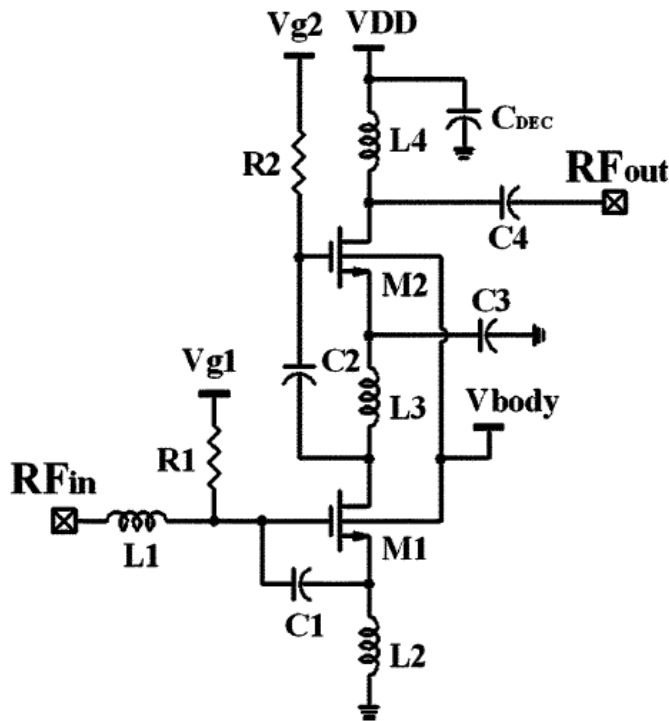 Vg2
VDD
CDEC
L4
R2
RFout
C4
M2
C3
Vg1
C2
L3
Vbody
R1
RFin
L1
M1
C1
L2